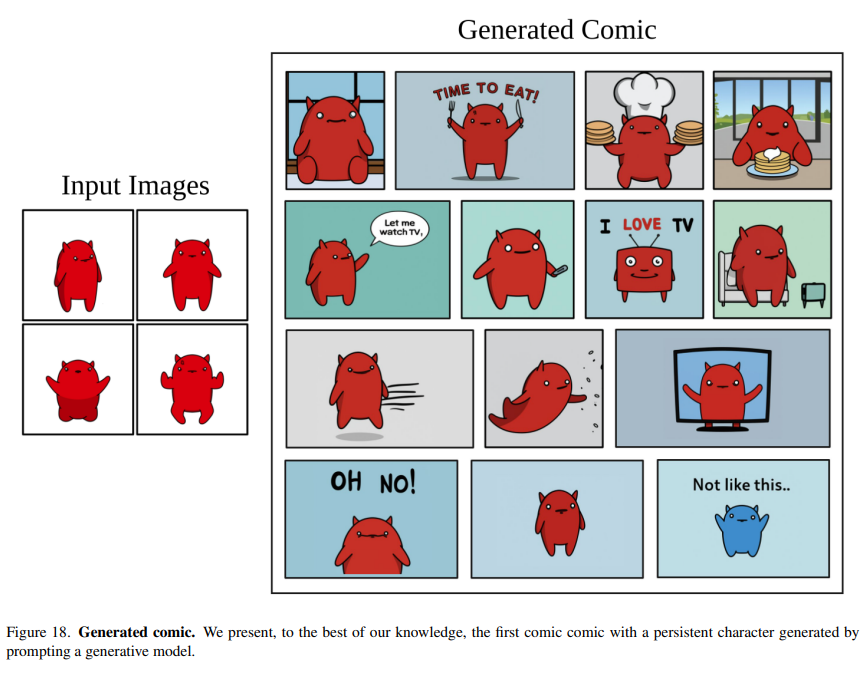 Generated Comic
Input Images
TIME TO EAT!
Let me
watch TV,
I LOVE TV
OH NO!
Not like this..
Figure 18. Generated comic. We present, to the best of our knowledge, the first comic comic with a persistent character generated by
prompting a generative model.